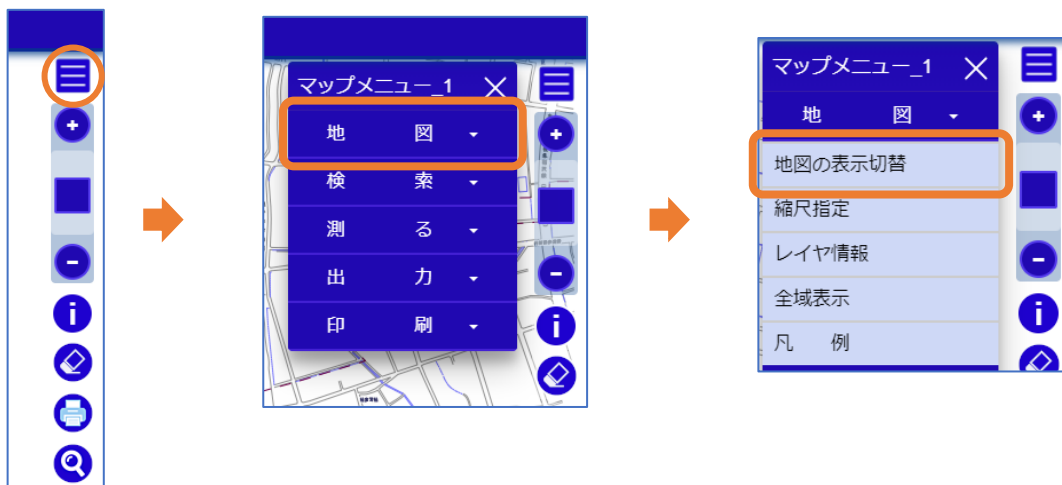 マップメニュー_1
地 図
検 索
測 る
出 力
印 刷
マップメニュー_1
地 図
地図の表示切替
縮尺指定
レイヤ情報
全域表示
凡 例